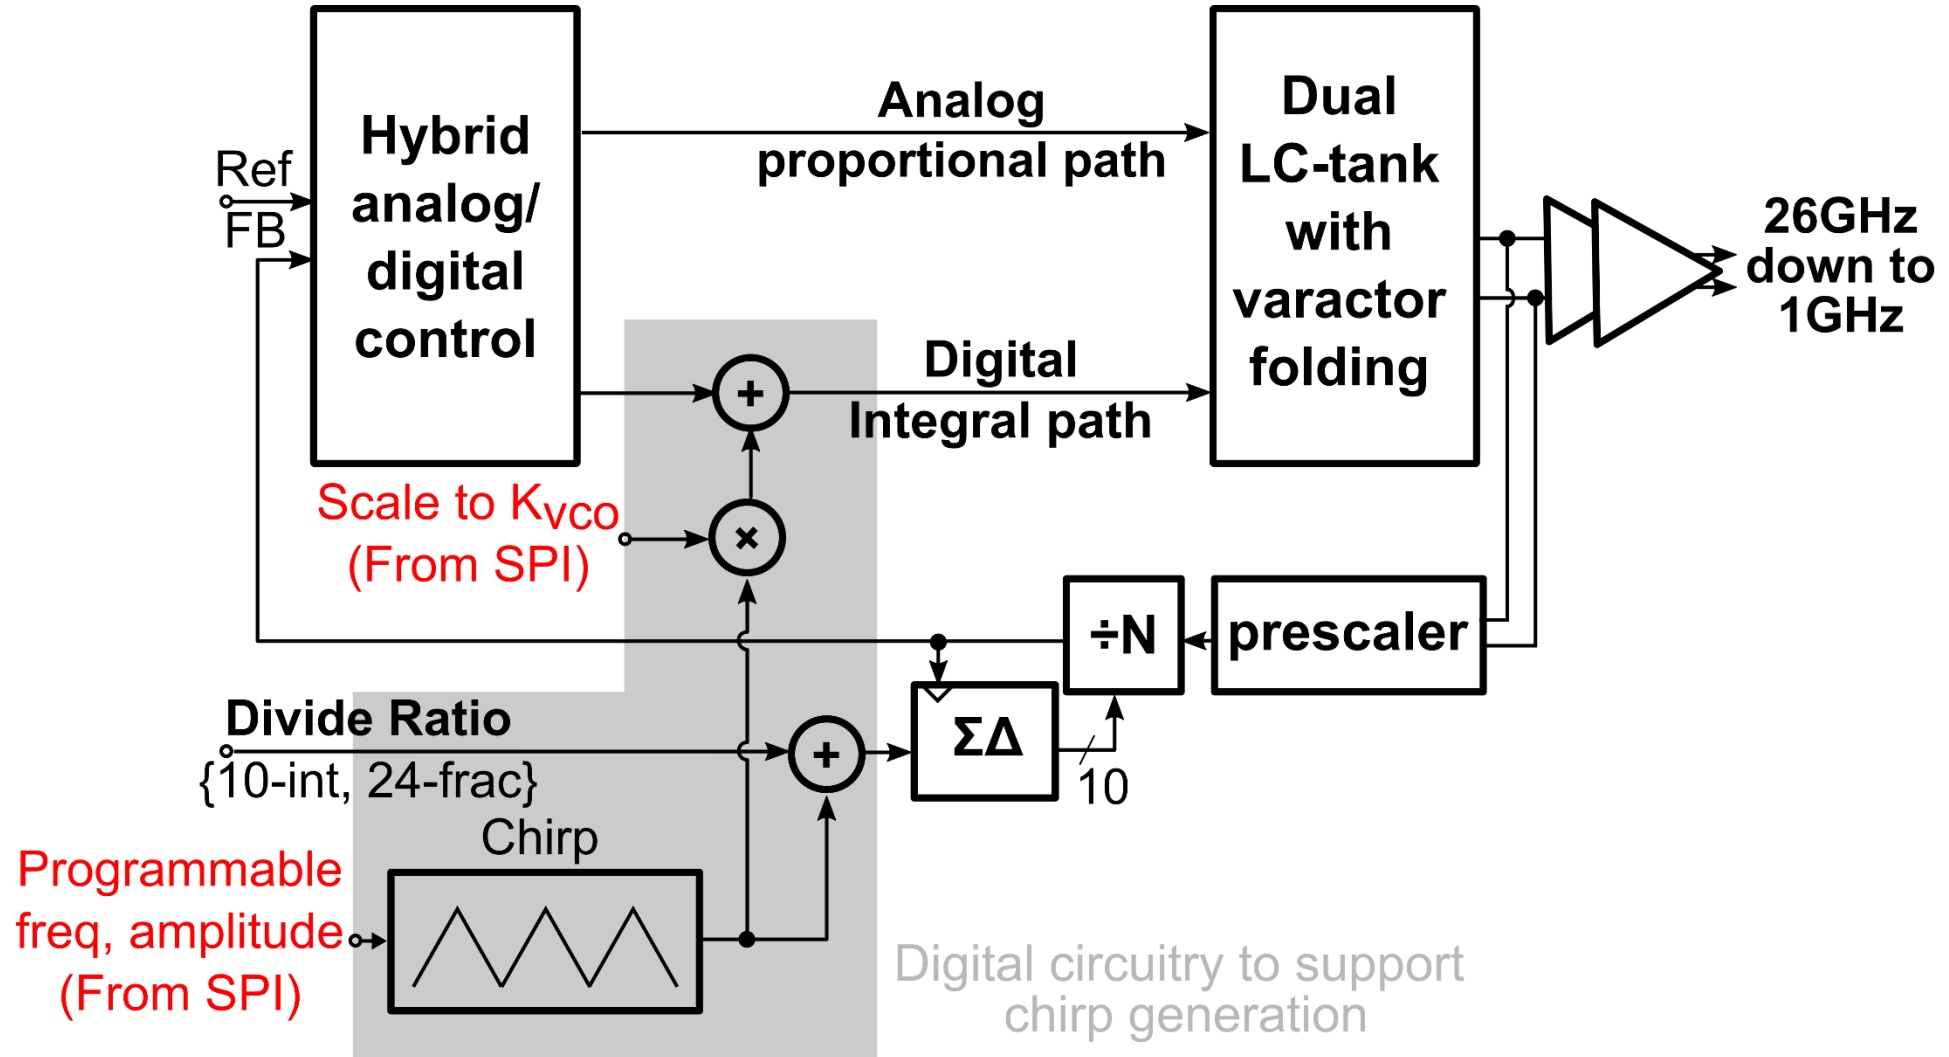 Hybrid
analog/
digital
control
Ref
FB
Analog
proportional path
Dual
LC-tank
with
varactor
folding
26GHz
down to
1GHz
+
Digital
Integral path
Scale to KVCO
(From SPI)
×
÷N
prescaler
Divide Ratio
{10-int, 24-frac}
+
ΣΔ
10
Chirp
Programmable
freq, amplitude
(From SPI)
Digital circuitry to support
chirp generation